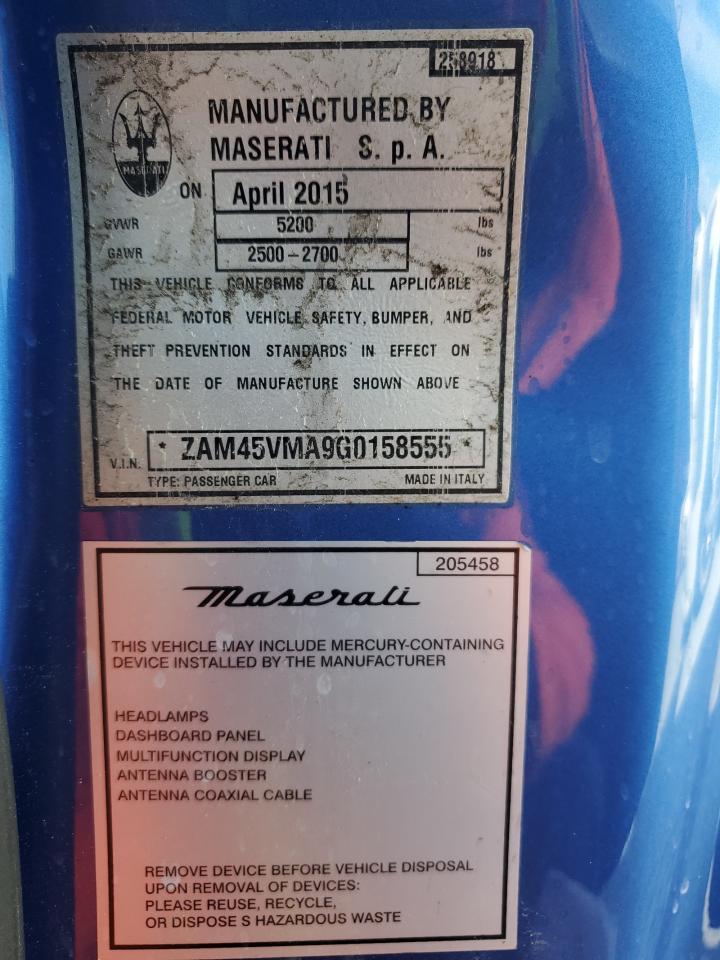 258918
MASERATI
MANUFACTURED BY
MASERATI S. p. A.
ON April 2015
GVWR 5200 lbs
GAWR 2500-2700 lbs
THIS VEHICLE CONFORMS TO ALL APPLICABLE
FEDERAL MOTOR VEHICLE SAFETY, BUMPER, AND
THEFT PREVENTION STANDARDS IN EFFECT ON
THE DATE OF MANUFACTURE SHOWN ABOVE
V.I.N. * ZAM45VMA9G0158555 *
TYPE: PASSENGER CAR MADE IN ITALY
205458
Maserati
THIS VEHICLE MAY INCLUDE MERCURY-CONTAINING
DEVICE INSTALLED BY THE MANUFACTURER
HEADLAMPS
DASHBOARD PANEL
MULTIFUNCTION DISPLAY
ANTENNA BOOSTER
ANTENNA COAXIAL CABLE
REMOVE DEVICE BEFORE VEHICLE DISPOSAL
UPON REMOVAL OF DEVICES:
PLEASE REUSE, RECYCLE,
OR DISPOSE S HAZARDOUS WASTE